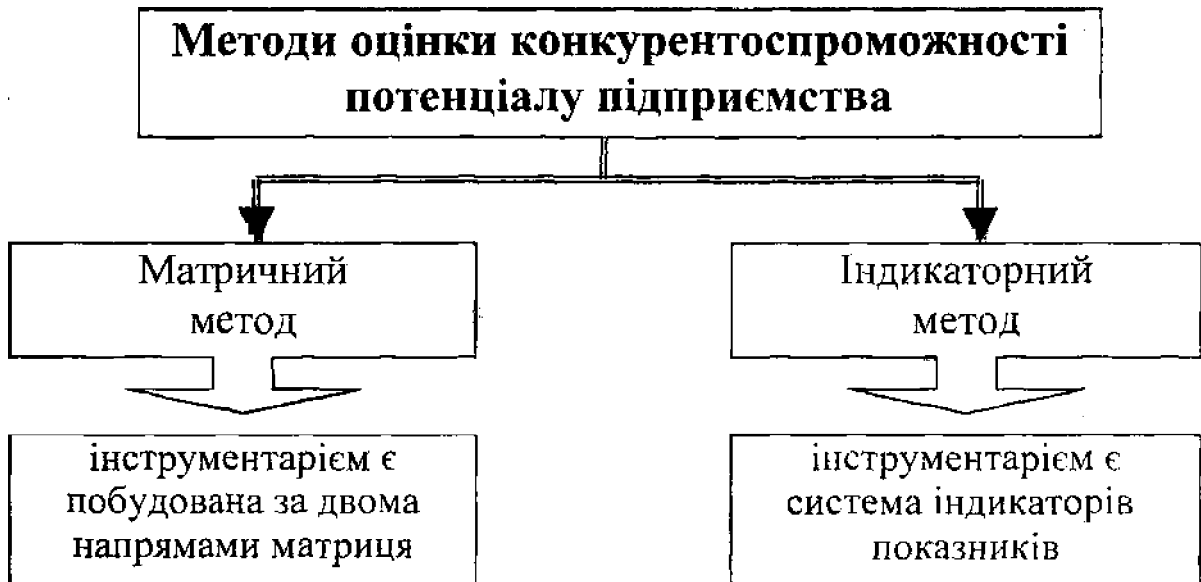 Методи оцінки конкурентоспроможності
потенціалу підприємства
Матричний
метод
Індикаторний
метод
інструментарієм є
побудована за двома
напрямами матриця
інструментарієм є
система індикаторів
показників